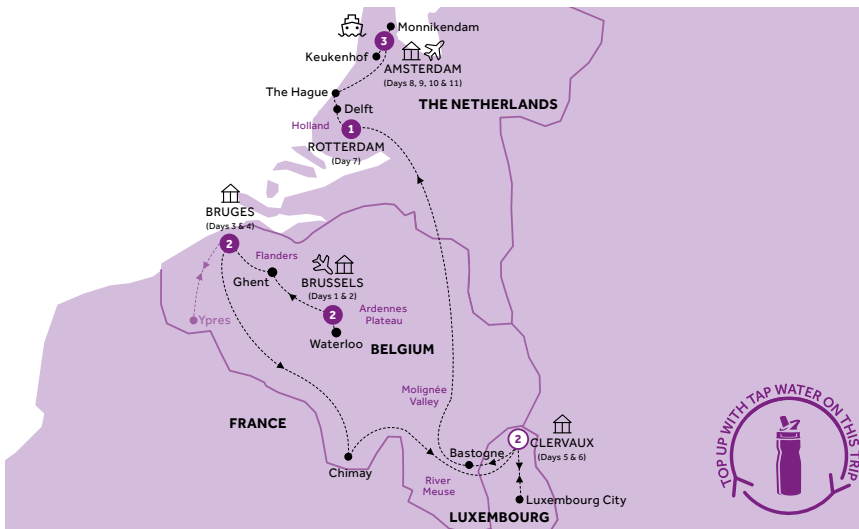 Monnikendam
3
Keukenhof
AMSTERDAM
(Days 8, 9, 10 & 11)
The Hague
THE NETHERLANDS
Delft
Holland
1
ROTTERDAM
(Day 7)
BRUGES
(Days 3 & 4)
2
Flanders
Ghent
BRUSSELS
(Days 1 & 2)
2
Ardennes
Plateau
Ypres
Waterloo
BELGIUM
Molignée
Valley
FRANCE
2
CLERVAUX
(Days 5 & 6)
Bastogne
Chimay
River
Meuse
Luxembourg City
LUXEMBOURG
TOP UP WITH TAP WATER ON THIS TRIP